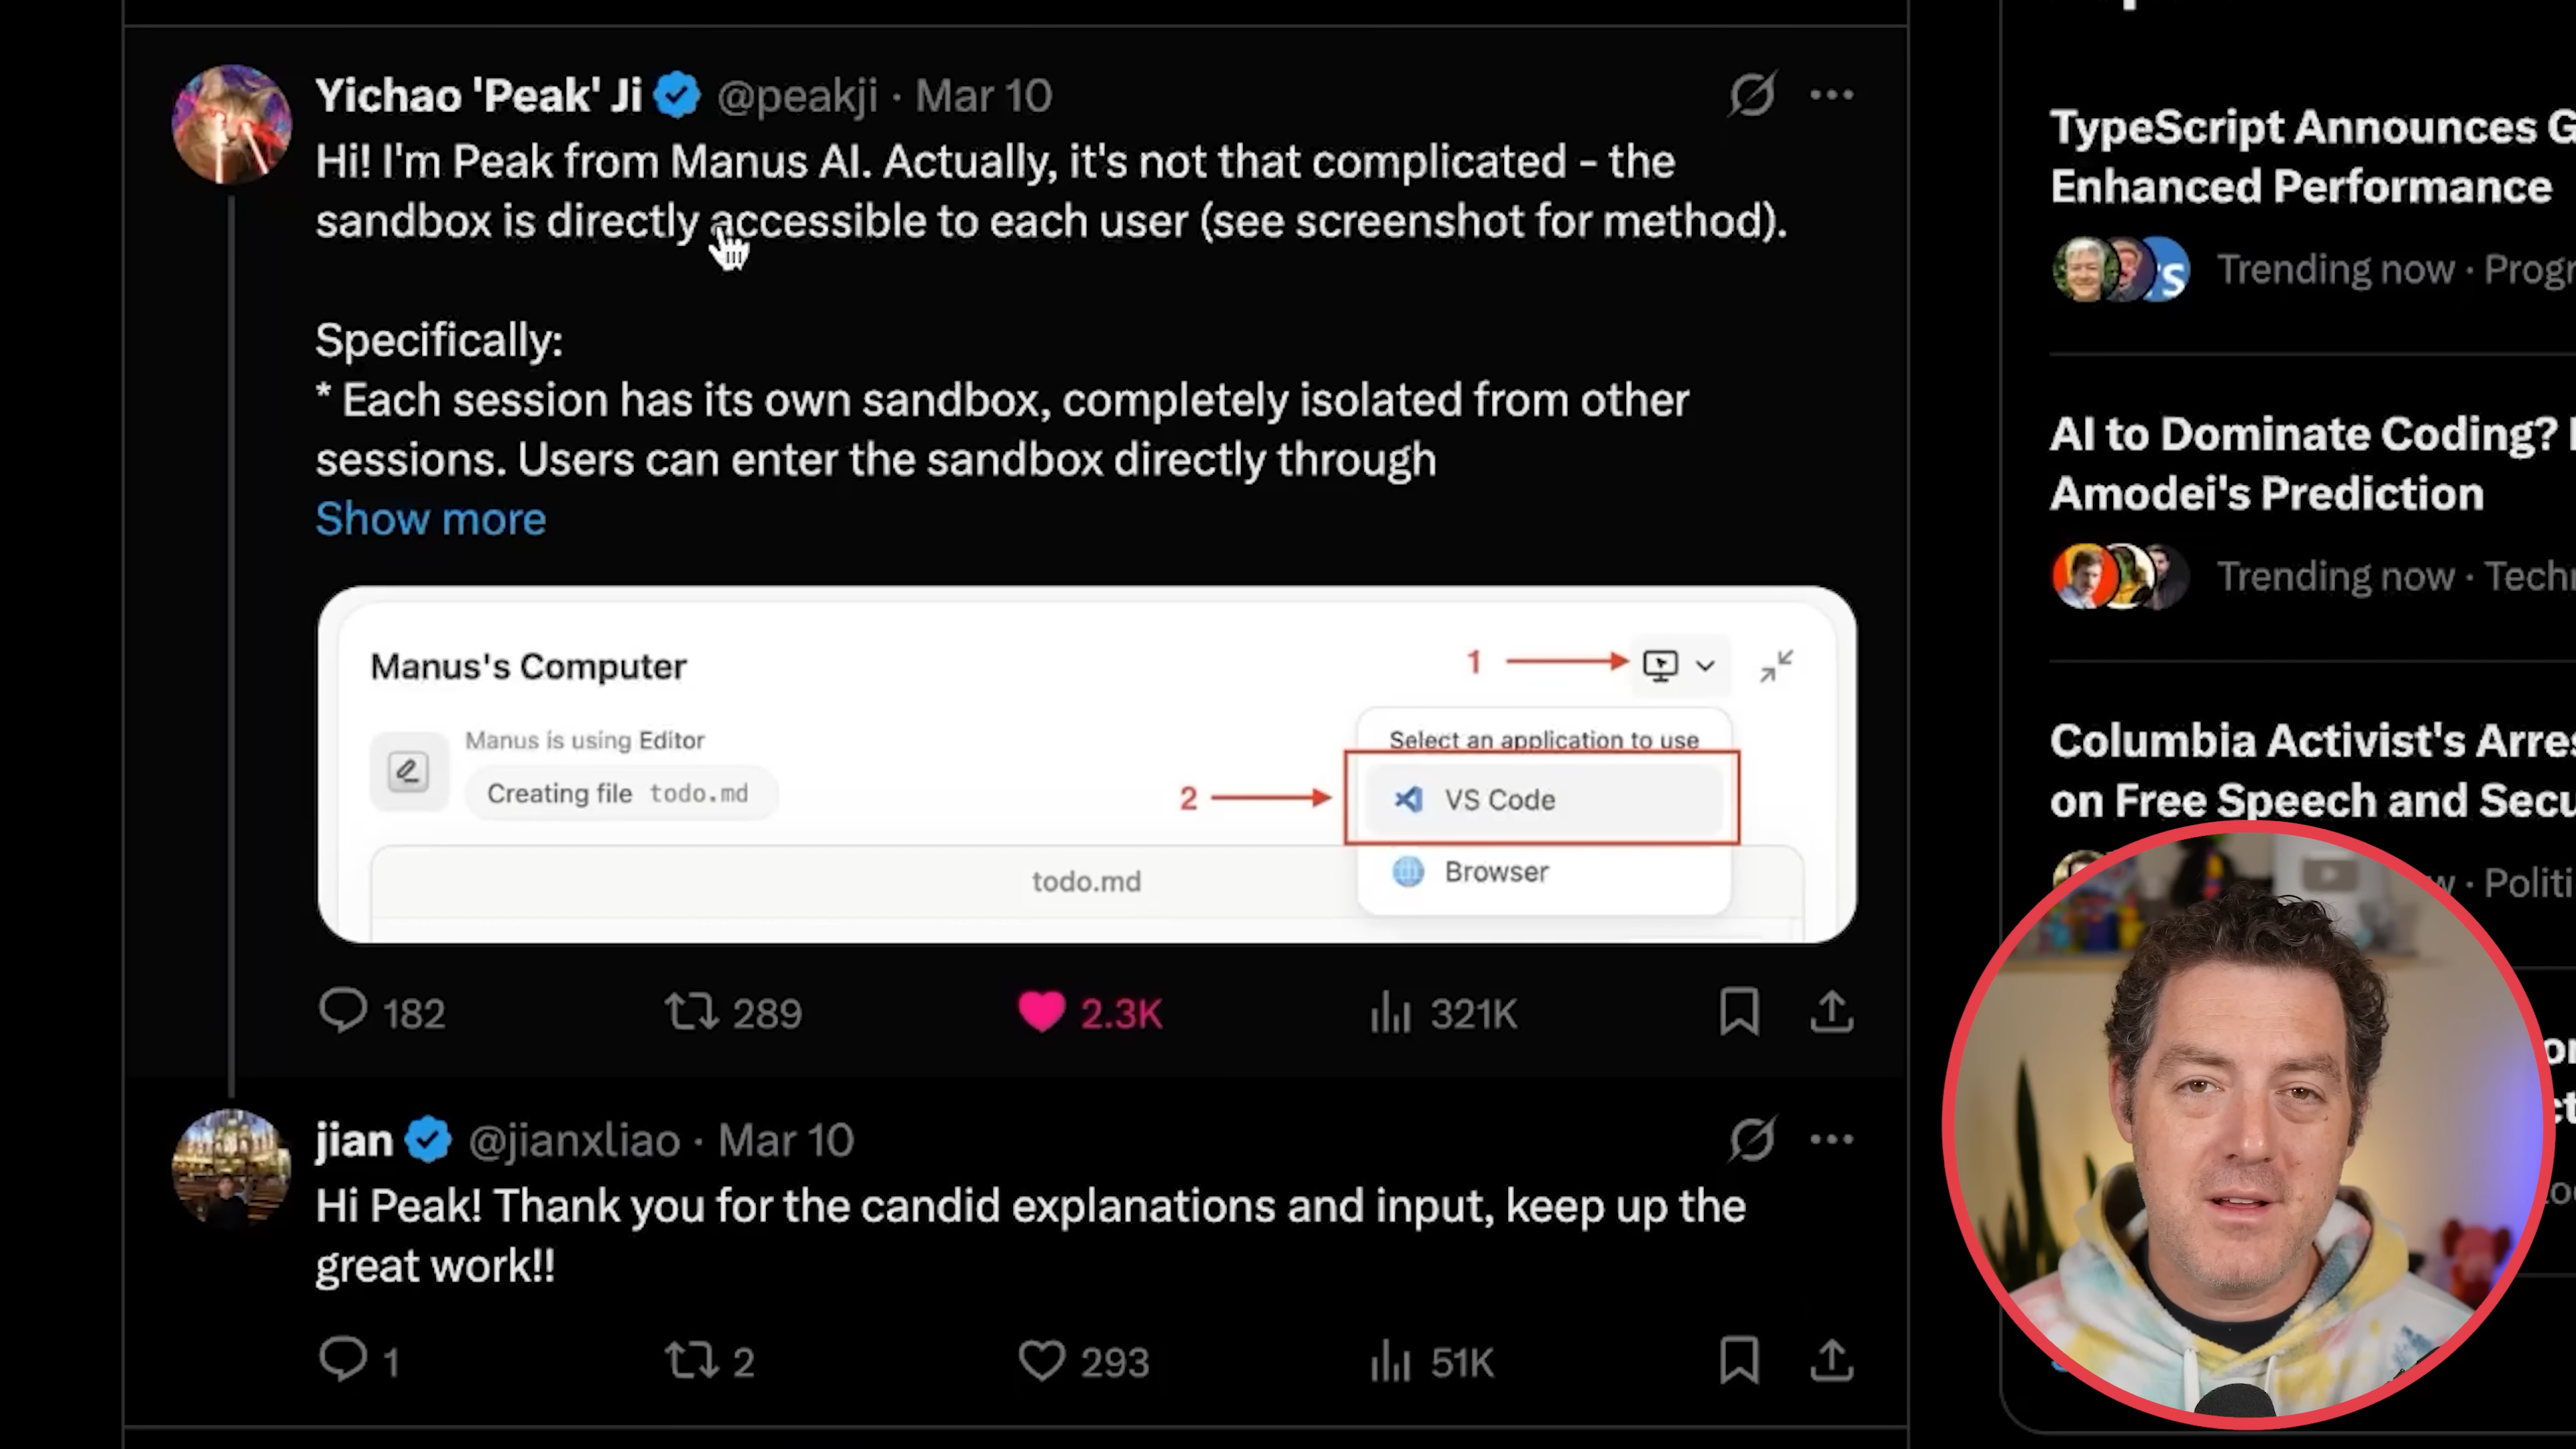 Yichao 'Peak' Ji @peakji · Mar 10
Hi! I'm Peak from Manus AI. Actually, it's not that complicated - the
sandbox is directly accessible to each user (see screenshot for method).
Specifically:
* Each session has its own sandbox, completely isolated from other
sessions. Users can enter the sandbox directly through
Show more
Manus's Computer
1
Manus is using Editor
Select an application to use
Creating file todo.md
2
VS Code
Browser
todo.md
182 289 2.3K 321K
jian @jianxliao · Mar 10
Hi Peak! Thank you for the candid explanations and input, keep up the
great work!!
1 2 293 51K
TypeScript Announces G
Enhanced Performance
Trending now · Progr
AI to Dominate Coding?
Amodei's Prediction
Trending now · Techn
Columbia Activist's Arres
on Free Speech and Secu
· Politi